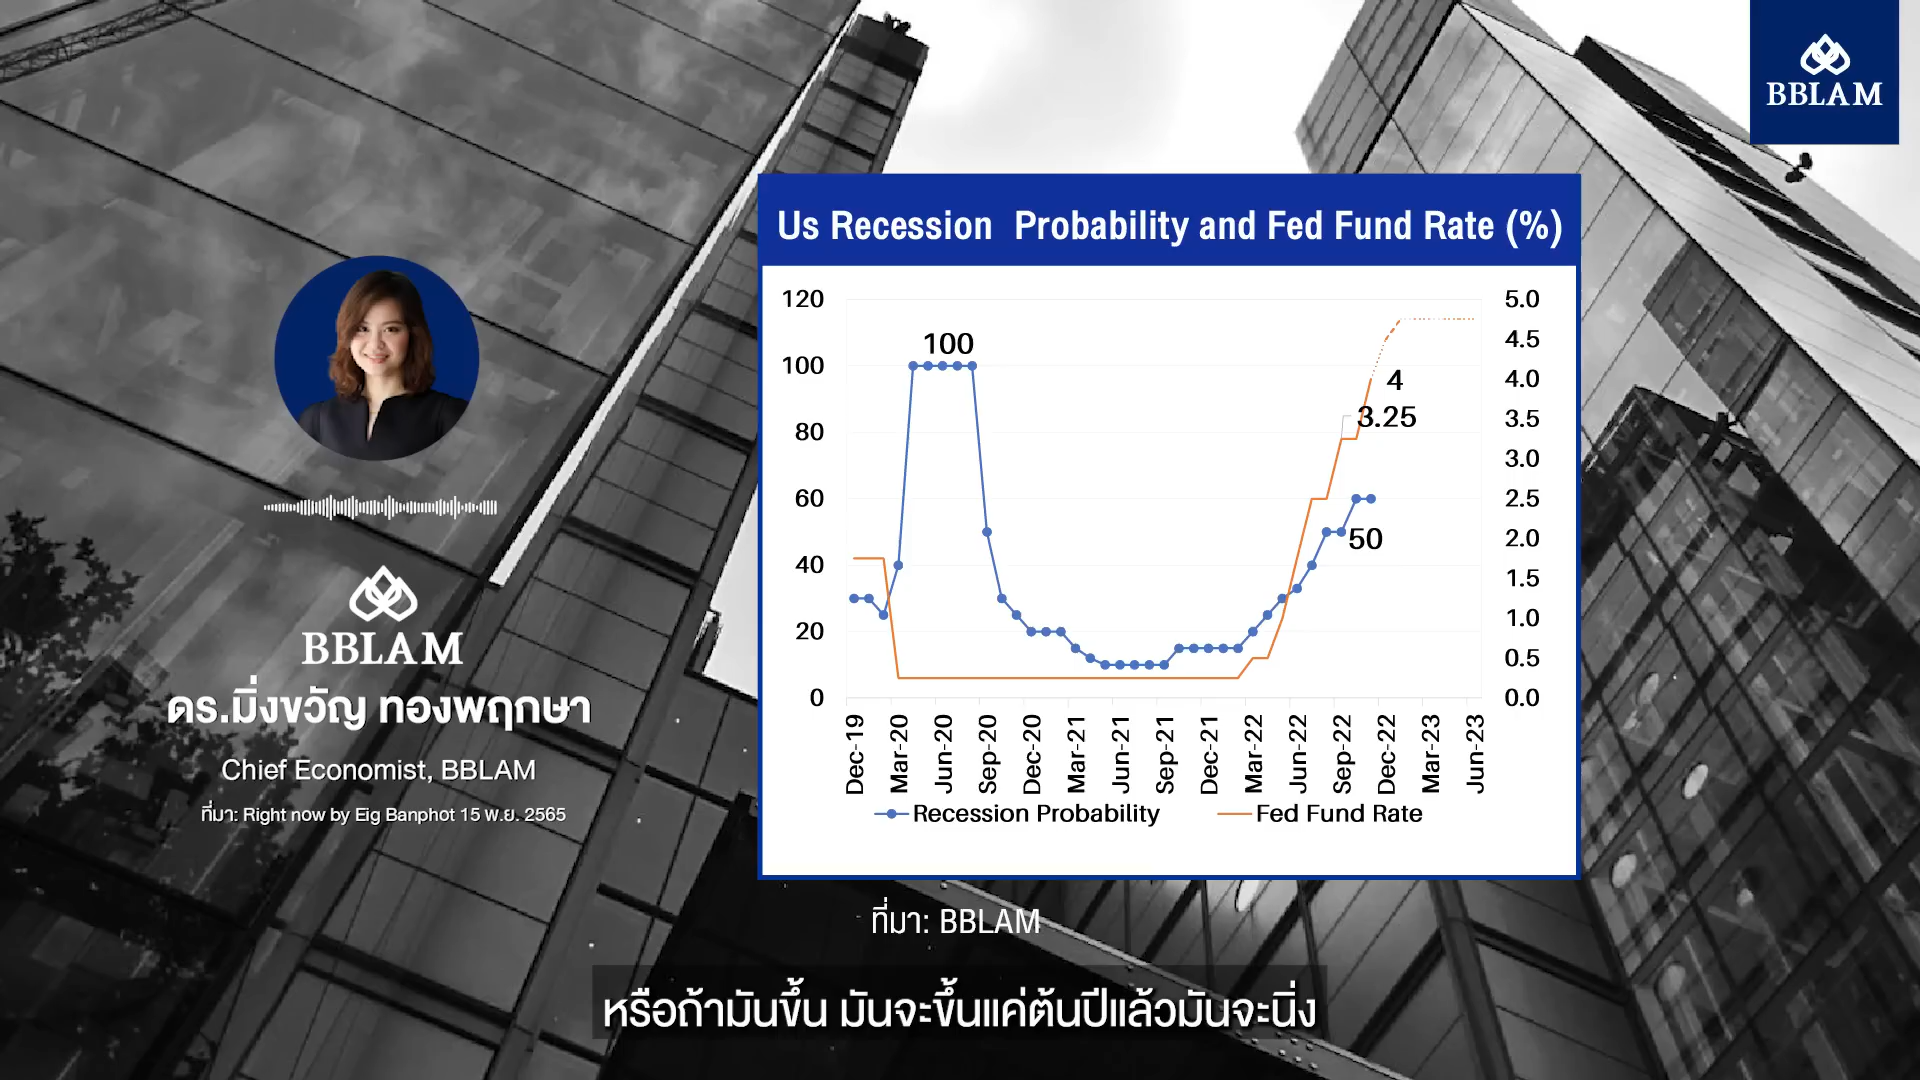 BBLAM
Us Recession  Probability and Fed Fund Rate (%)
120
100
80
60
40
20
0
5.0
4.5
4.0
3.5
3.0
2.5
2.0
1.5
1.0
0.5
0.0
100
4
3.25
50
Dec-19
Mar-20
Jun-20
Sep-20
Dec-20
Mar-21
Jun-21
Sep-21
Dec-21
Mar-22
Jun-22
Sep-22
Dec-22
Mar-23
Jun-23
Recession Probability
Fed Fund Rate
BBLAM
ดร.มิ่งขวัญ ทองพฤกษา
Chief Economist, BBLAM
ที่มา: Right now by Eig Banphot 15 พ.ย. 2565
ที่มา: BBLAM
หรือถ้ามันขึ้น มันจะขึ้นแค่ต้นปีแล้วมันจะนิ่ง